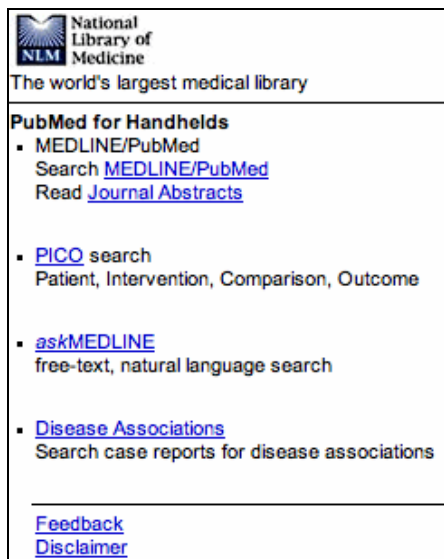 National
Library of
Medicine
NLM
The world's largest medical library
PubMed for Handhelds
▪ MEDLINE/PubMed
Search MEDLINE/PubMed
Read Journal Abstracts
▪ PICO search
Patient, Intervention, Comparison, Outcome
▪ askMEDLINE
free-text, natural language search
▪ Disease Associations
Search case reports for disease associations
Feedback
Disclaimer